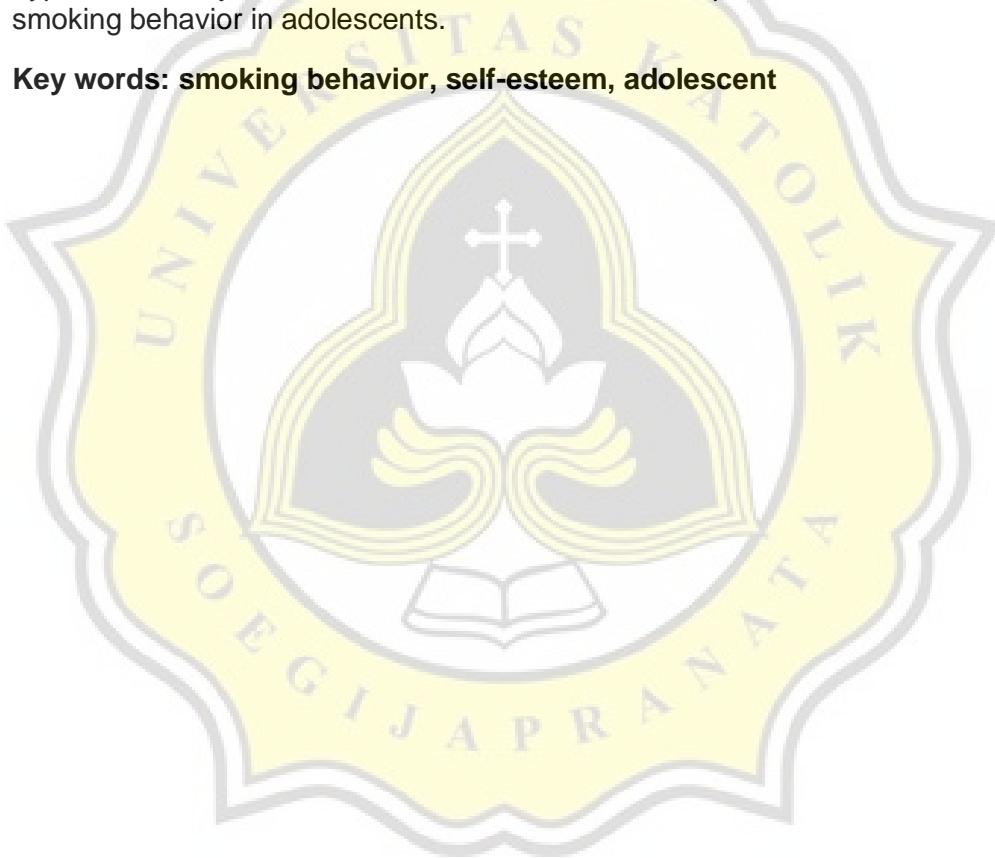 smoking behavior in adolescents.
Key words: smoking behavior, self-esteem, adolescent
UNIVERSITAS KATOLIK
SOEGIJAPRANATA